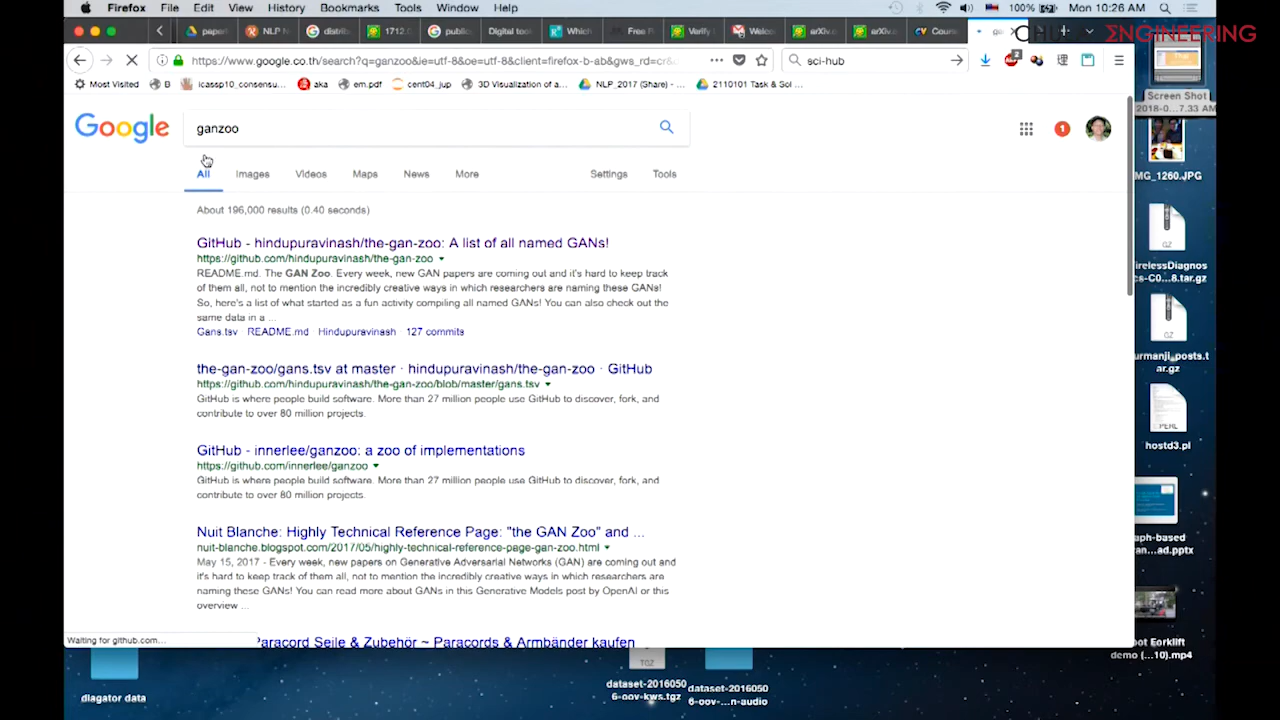 Firefox File Edit View History Bookmarks Tools Window Help 100% Mon 10:26 AM
paper NLP N distrib 1712.0 public Digital tool Which Free F Verify Welco arXiv.o arXiv.o Cours
ENGINEERING
https://www.google.co.th/search?q=ganzoo&ie=utf-8&oe=utf-8&client=firefox-b-ab&gws_rd=cr& sci-hub 2
Most Visited B icassp10_consensu... aka em.pdf cent04_jup 3D Visualization of a... NLP_2017 (Share) - ... 2110101 Task & Sol ...
Screen Shot
2018-0...7.33 AM
Google ganzoo 1
All Images Videos Maps News More Settings Tools
MG_1260.JPG
About 196,000 results (0.40 seconds)
GitHub - hindupuravinash/the-gan-zoo: A list of all named GANs!
https://github.com/hindupuravinash/the-gan-zoo
README.md. The GAN Zoo. Every week, new GAN papers are coming out and it's hard to keep track
of them all, not to mention the incredibly creative ways in which researchers are naming these GANs!
So, here's a list of what started as a fun activity compiling all named GANs! You can also check out the
same data in a ...
Gans.tsv README.md Hindupuravinash 127 commits
GZ
irelessDiagnos
s-C0...8.tar.gz
GZ
urmanji_posts.t
ar.gz
the-gan-zoo/gans.tsv at master · hindupuravinash/the-gan-zoo · GitHub
https://github.com/hindupuravinash/the-gan-zoo/blob/master/gans.tsv
GitHub is where people build software. More than 27 million people use GitHub to discover, fork, and
contribute to over 80 million projects.
PERL
hostd3.pl
GitHub - innerlee/ganzoo: a zoo of implementations
https://github.com/innerlee/ganzoo
GitHub is where people build software. More than 27 million people use GitHub to discover, fork, and
contribute to over 80 million projects.
Nuit Blanche: Highly Technical Reference Page: "the GAN Zoo" and ...
nuit-blanche.blogspot.com/2017/05/highly-technical-reference-page-gan-zoo.html
May 15, 2017 - Every week, new papers on Generative Adversarial Networks (GAN) are coming out and
it's hard to keep track of them all, not to mention the incredibly creative ways in which researchers are
naming these GANs! You can read more about GANs in this Generative Models post by OpenAI or this
overview ...
aph-based
ran...ad.pptx
Waiting for github.com...
Paracord Seile & Zubehör ~ Paracords & Armbänder kaufen
oot Forklift
demo (...10).mp4
TGZ
diagator data
dataset-2016050
6-oov-kws.tgz
dataset-2016050
6-oov-...n-audio